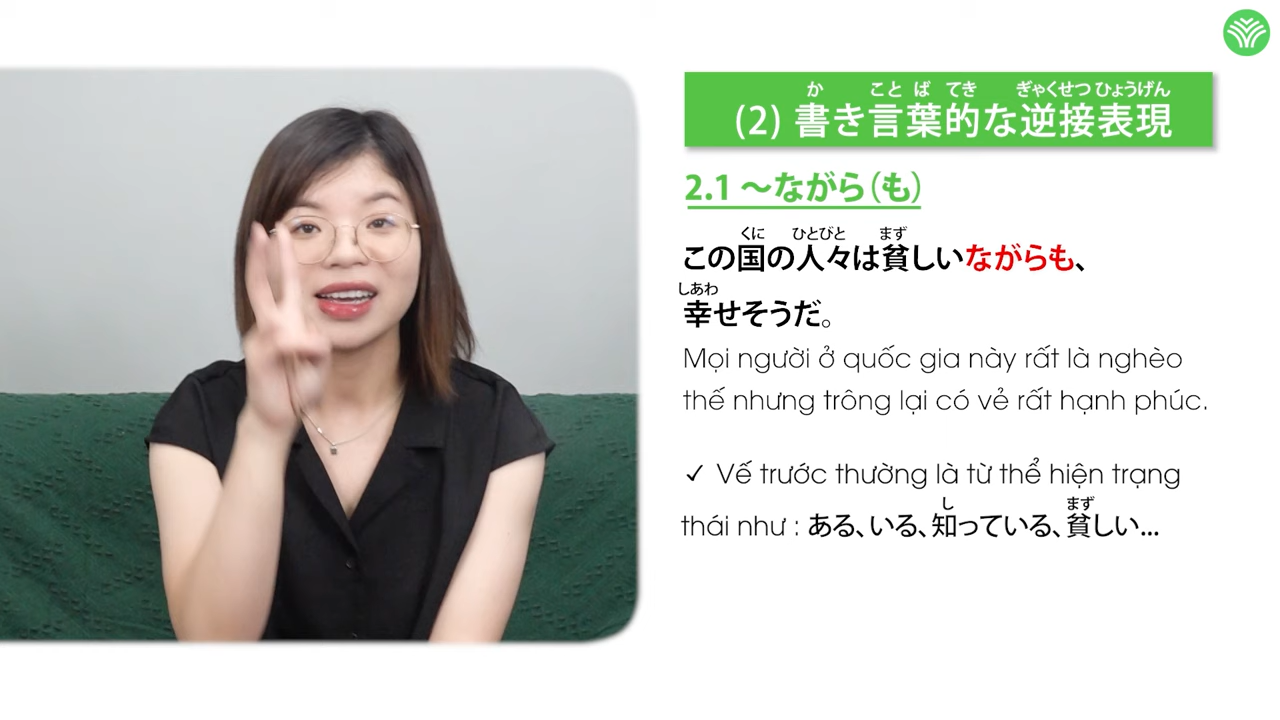 (2) 書き言葉的な逆接表現
か ことば てき ぎゃくせつ ひょうげん
2.1 ～ながら（も）
くに ひとびと まず
この国の人々は貧しいながらも、
しあわ
幸せそうだ。
Mọi người ở quốc gia này rất là nghèo
thế nhưng trông lại có vẻ rất hạnh phúc.
✓ Vế trước thường là từ thể hiện trạng
し まず
thái như : ある、いる、知っている、貧しい...